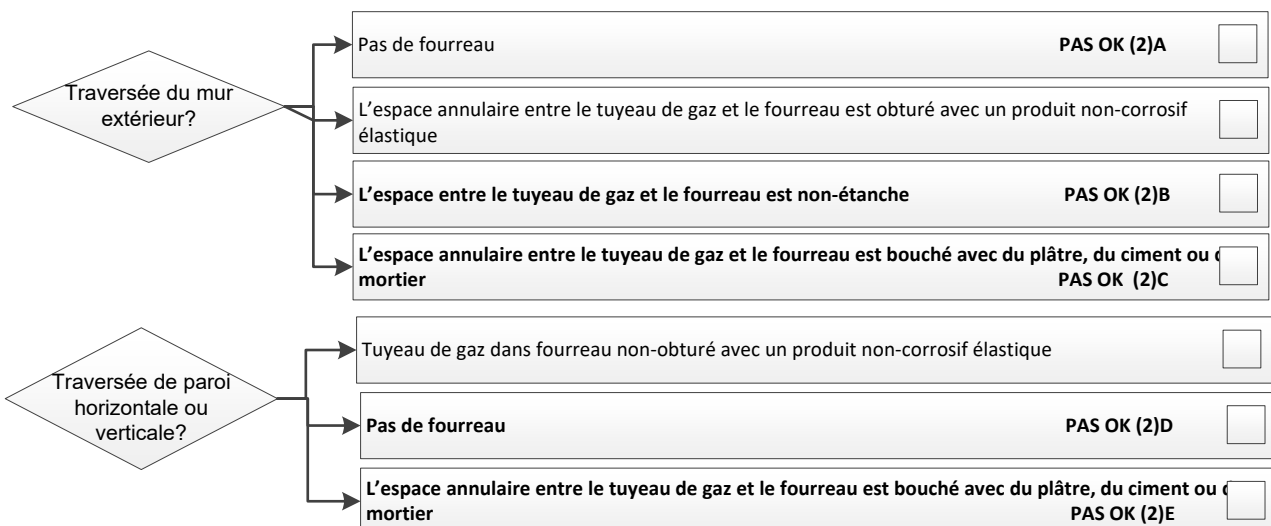 Traversée du mur
extérieur?
Pas de fourreau PAS OK (2)A
L'espace annulaire entre le tuyeau de gaz et le fourreau est obturé avec un produit non-corrosif
élastique
L'espace entre le tuyeau de gaz et le fourreau est non-étanche PAS OK (2)B
L'espace annulaire entre le tuyeau de gaz et le fourreau est bouché avec du plâtre, du ciment ou
mortier PAS OK (2)C
Traversée de paroi
horizontale ou
verticale?
Tuyeau de gaz dans fourreau non-obturé avec un produit non-corrosif élastique
Pas de fourreau PAS OK (2)D
L'espace annulaire entre le tuyeau de gaz et le fourreau est bouché avec du plâtre, du ciment ou
mortier PAS OK (2)E